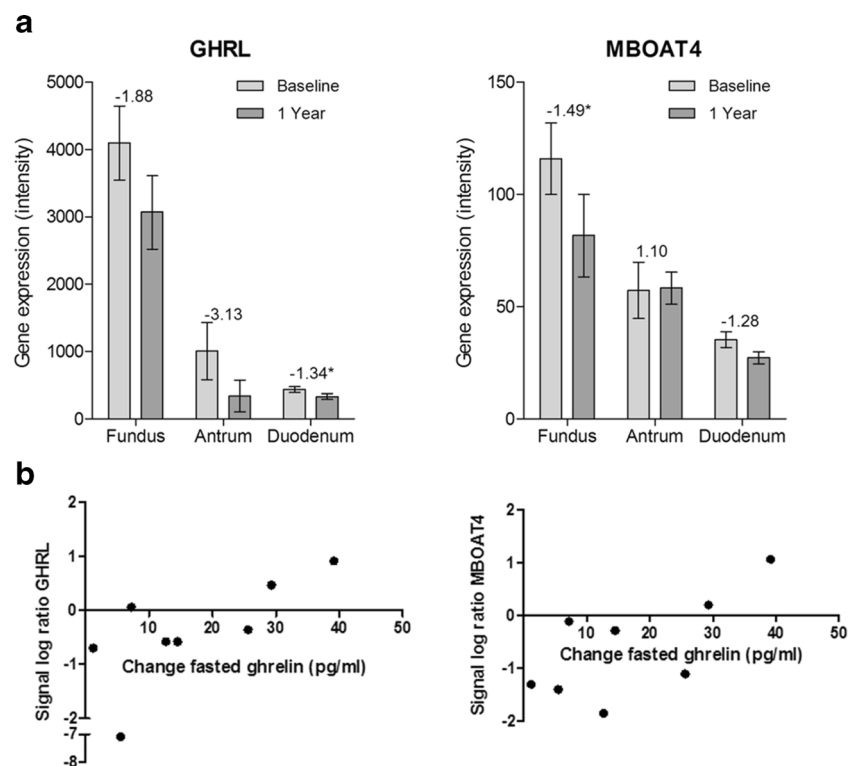 a
GHRL
Gene expression (intensity)
5000
4000
3000
2000
1000
0
Baseline
1 Year
-1.88
-3.13
-1.34*
Fundus Antrum Duodenum
MBOAT4
Gene expression (intensity)
150
100
50
0
Baseline
1 Year
-1.49*
1.10
-1.28
Fundus Antrum Duodenum
b
Signal log ratio GHRL
2
1
0
-1
-2
-7
-8
10 20 30 40 50
Change fasted ghrelin (pg/ml)
Signal log ratio MBOAT4
2
1
0
-1
-2
10 20 30 40 50
Change fasted ghrelin (pg/ml)